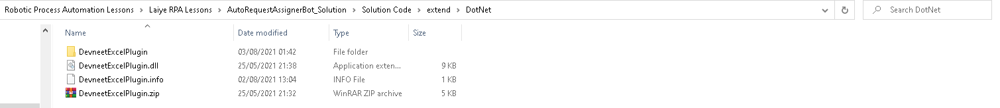 Robotic Process Automation Lessons > Laiye RPA Lessons > AutoRequestAssignerBot_Solution > Solution Code > extend > DotNet Search DotNet
Name Date modified Type Size
DevneetExcelPlugin 03/08/2021 01:42 File folder
DevneetExcelPlugin.dll 25/05/2021 21:38 Application exten... 9 KB
DevneetExcelPlugin.info 02/08/2021 13:04 INFO File 1 KB
DevneetExcelPlugin.zip 25/05/2021 21:32 WinRAR ZIP archive 5 KB